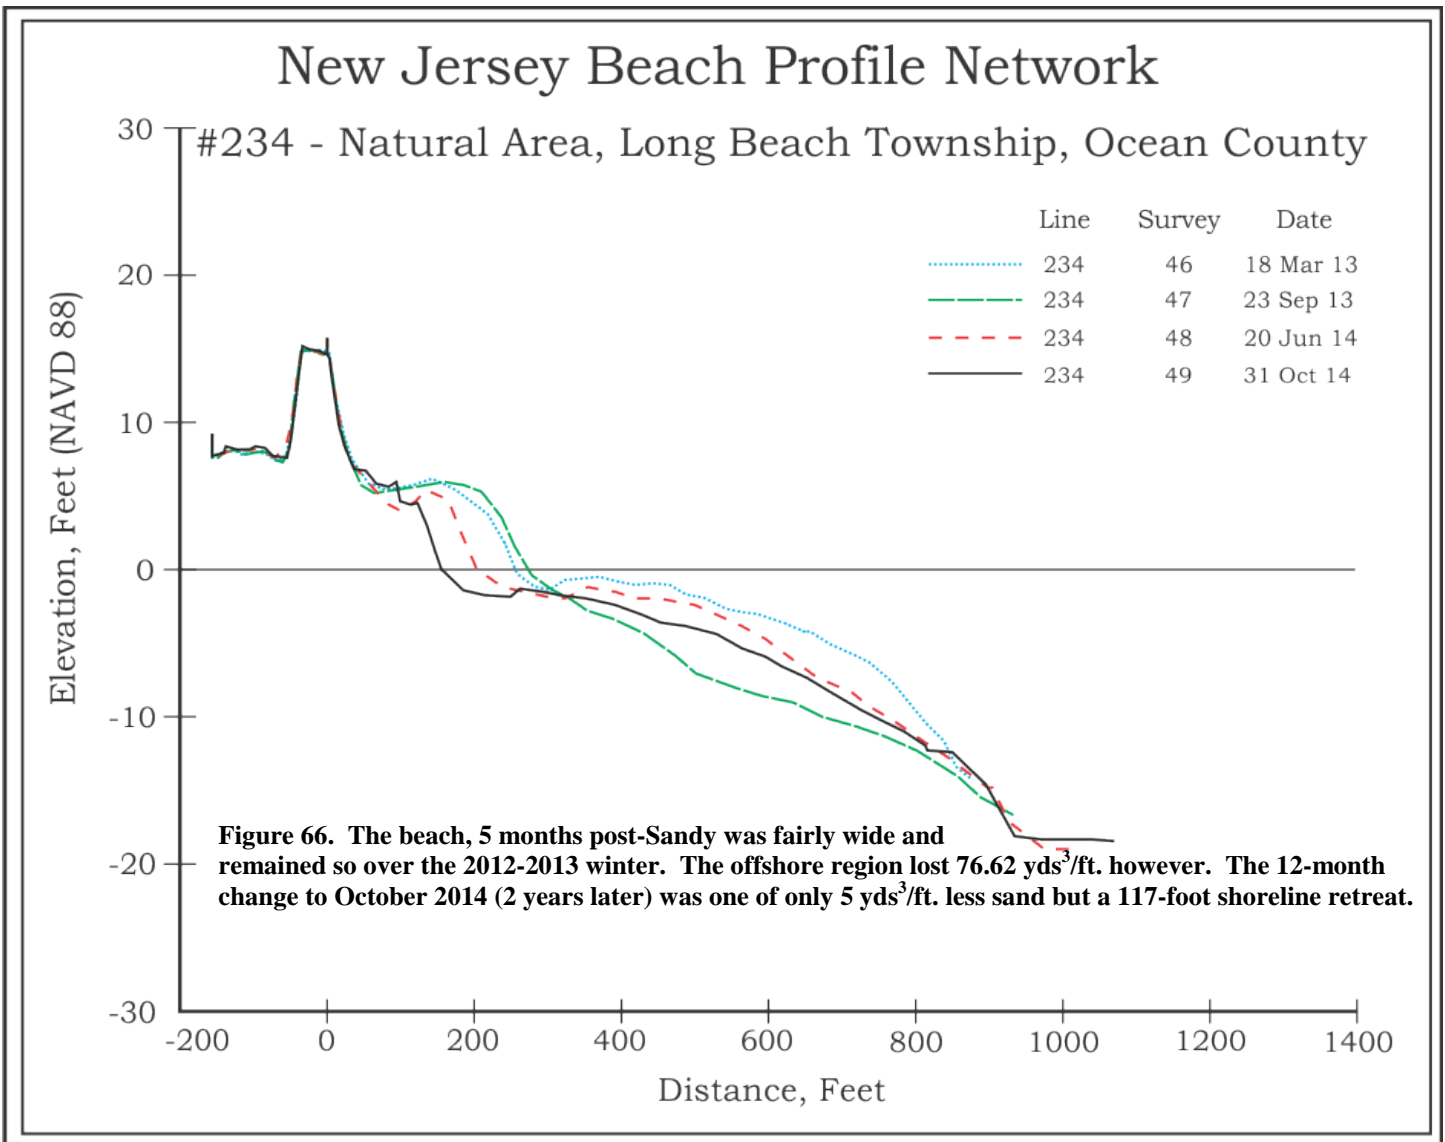 New Jersey Beach Profile Network
#234 - Natural Area, Long Beach Township, Ocean County
Line Survey Date
234 46 18 Mar 13
234 47 23 Sep 13
234 48 20 Jun 14
234 49 31 Oct 14
Elevation, Feet (NAVD 88)
30
20
10
0
-10
-20
-30
Figure 66. The beach, 5 months post-Sandy was fairly wide and
remained so over the 2012-2013 winter. The offshore region lost 76.62 yds³/ft. however. The 12-month
change to October 2014 (2 years later) was one of only 5 yds³/ft. less sand but a 117-foot shoreline retreat.
-200 0 200 400 600 800 1000 1200 1400
Distance, Feet